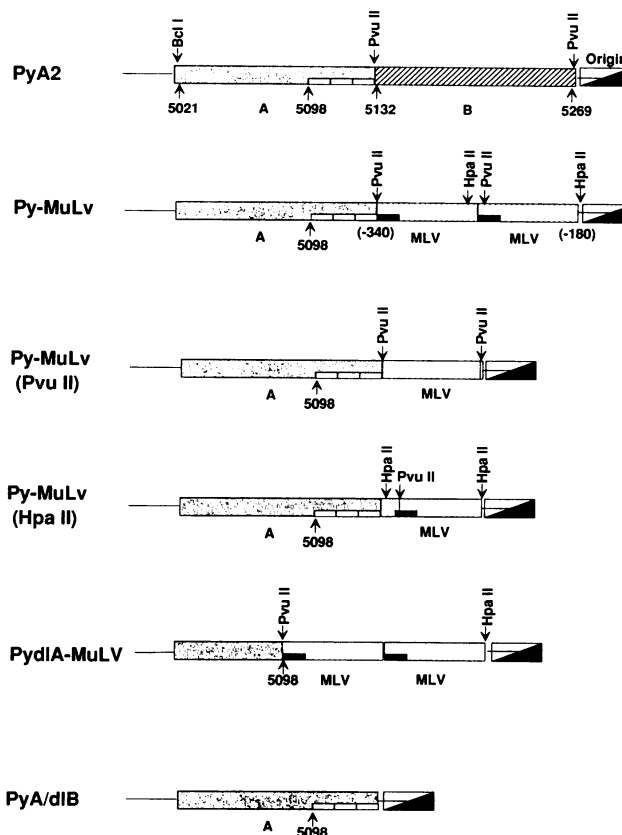 Bcl I
Pvu II
Pvu II
Origin
PyA2
5021
A
5098
5132
B
5269
Pvu II
Hpa II
Pvu II
Hpa II
Py-MuLv
A
5098
(-340)
MLV
MLV
(-180)
Pvu II
Pvu II
Py-MuLv
(Pvu II)
A
5098
MLV
Hpa II
Pvu II
Hpa II
Py-MuLv
(Hpa II)
A
5098
MLV
Pvu II
Hpa II
PydlA-MuLV
5098
MLV
MLV
PyA/dlB
A
5098